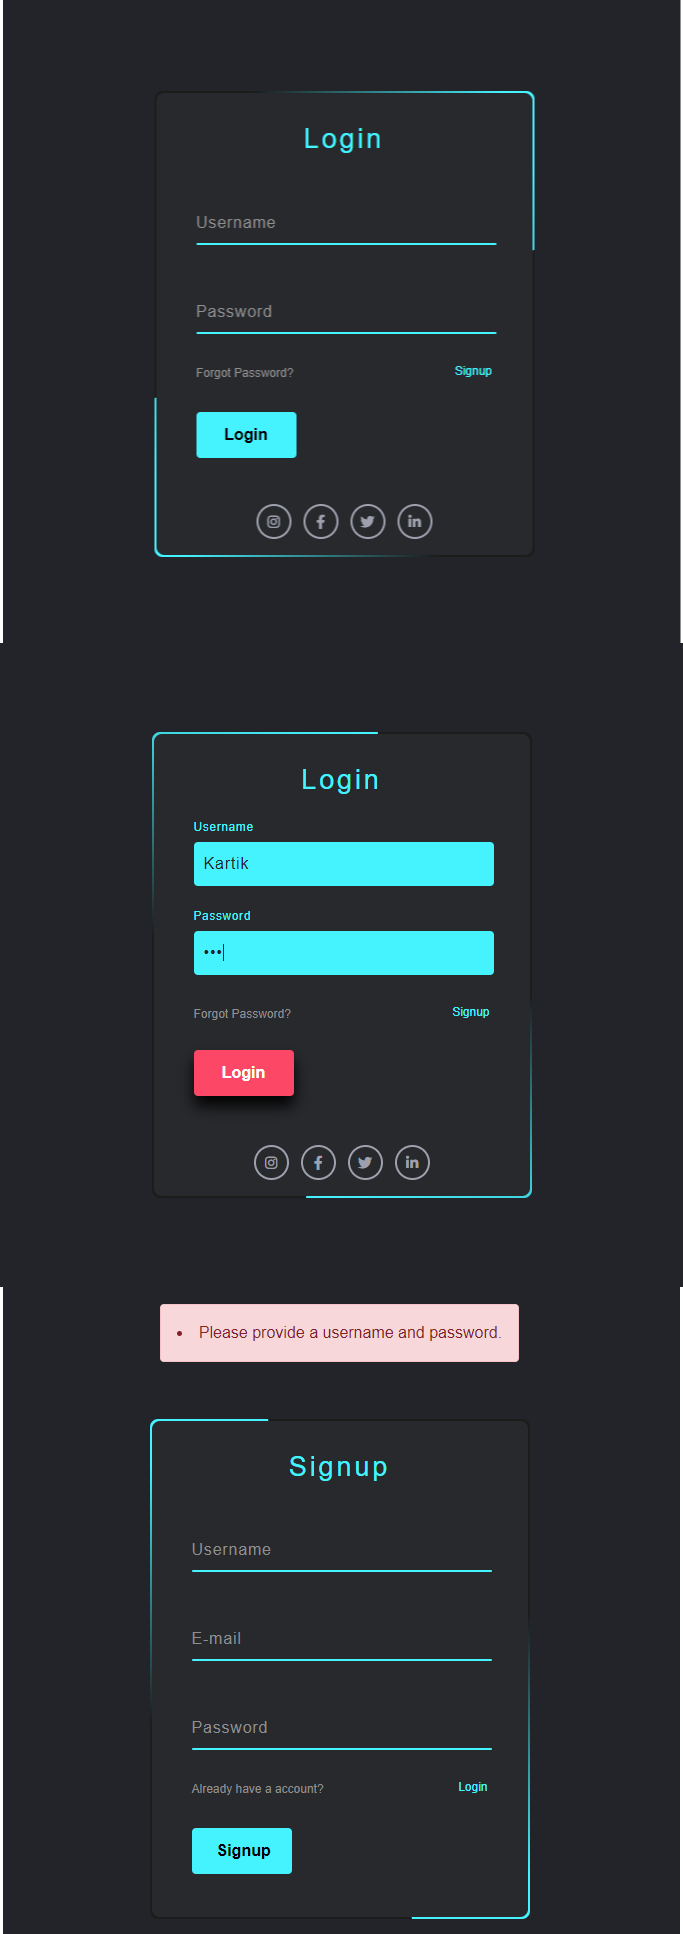 Login
Username
Password
Forgot Password? Signup
Login
Login
Username
Kartik
Password
•••
Forgot Password? Signup
Login
• Please provide a username and password.
Signup
Username
E-mail
Password
Already have a account? Login
Signup